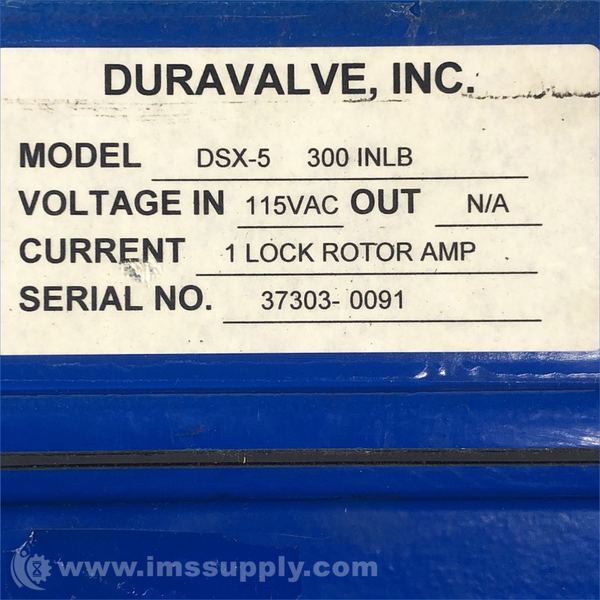 DURAVALVE, INC.
MODEL DSX-5 300 INLB
VOLTAGE IN 115VAC OUT N/A
CURRENT 1 LOCK ROTOR AMP
SERIAL NO. 37303- 0091
www.imssupply.com